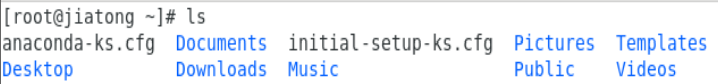 [root@jiatong ~]# ls
anaconda-ks.cfg  Documents  initial-setup-ks.cfg  Pictures  Templates
Desktop          Downloads  Music                 Public    Videos